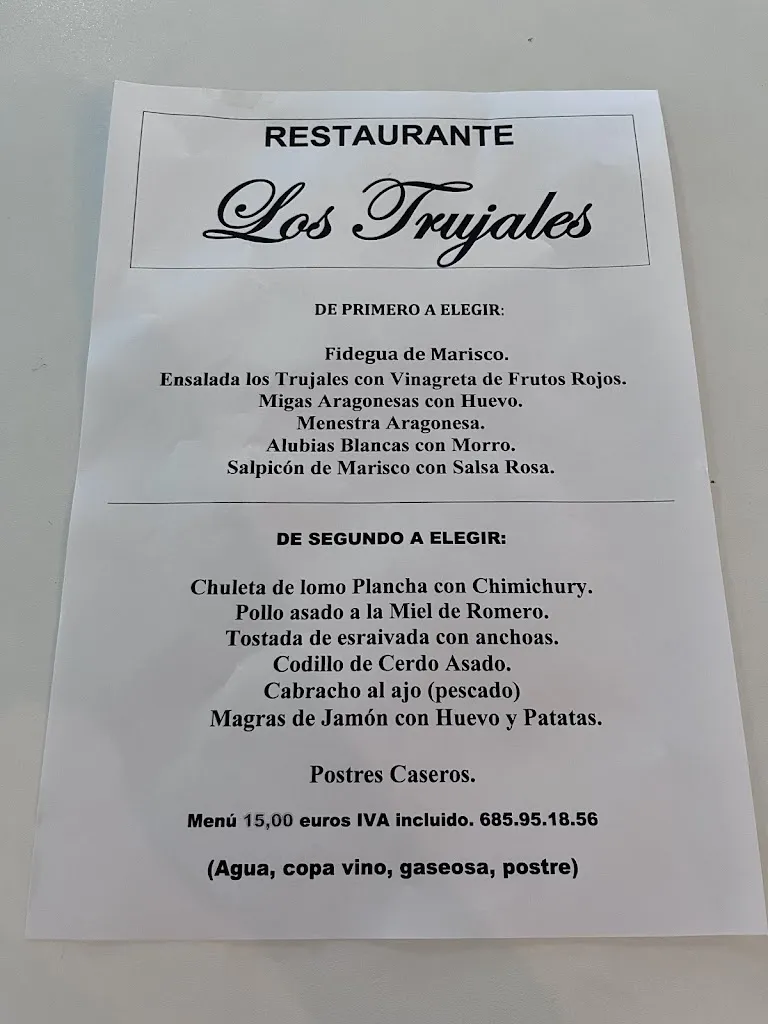 RESTAURANTE
Los Trujales
DE PRIMERO A ELEGIR:
Fidegua de Marisco.
Ensalada los Trujales con Vinagreta de Frutos Rojos.
Migas Aragonesas con Huevo.
Menestra Aragonesa.
Alubias Blancas con Morro.
Salpicón de Marisco con Salsa Rosa.
DE SEGUNDO A ELEGIR:
Chuleta de lomo Plancha con Chimichury.
Pollo asado a la Miel de Romero.
Tostada de esraivada con anchoas.
Codillo de Cerdo Asado.
Cabracho al ajo (pescado)
Magras de Jamón con Huevo y Patatas.
Postres Caseros.
Menú 15,00 euros IVA incluido. 685.95.18.56
(Agua, copa vino, gaseosa, postre)